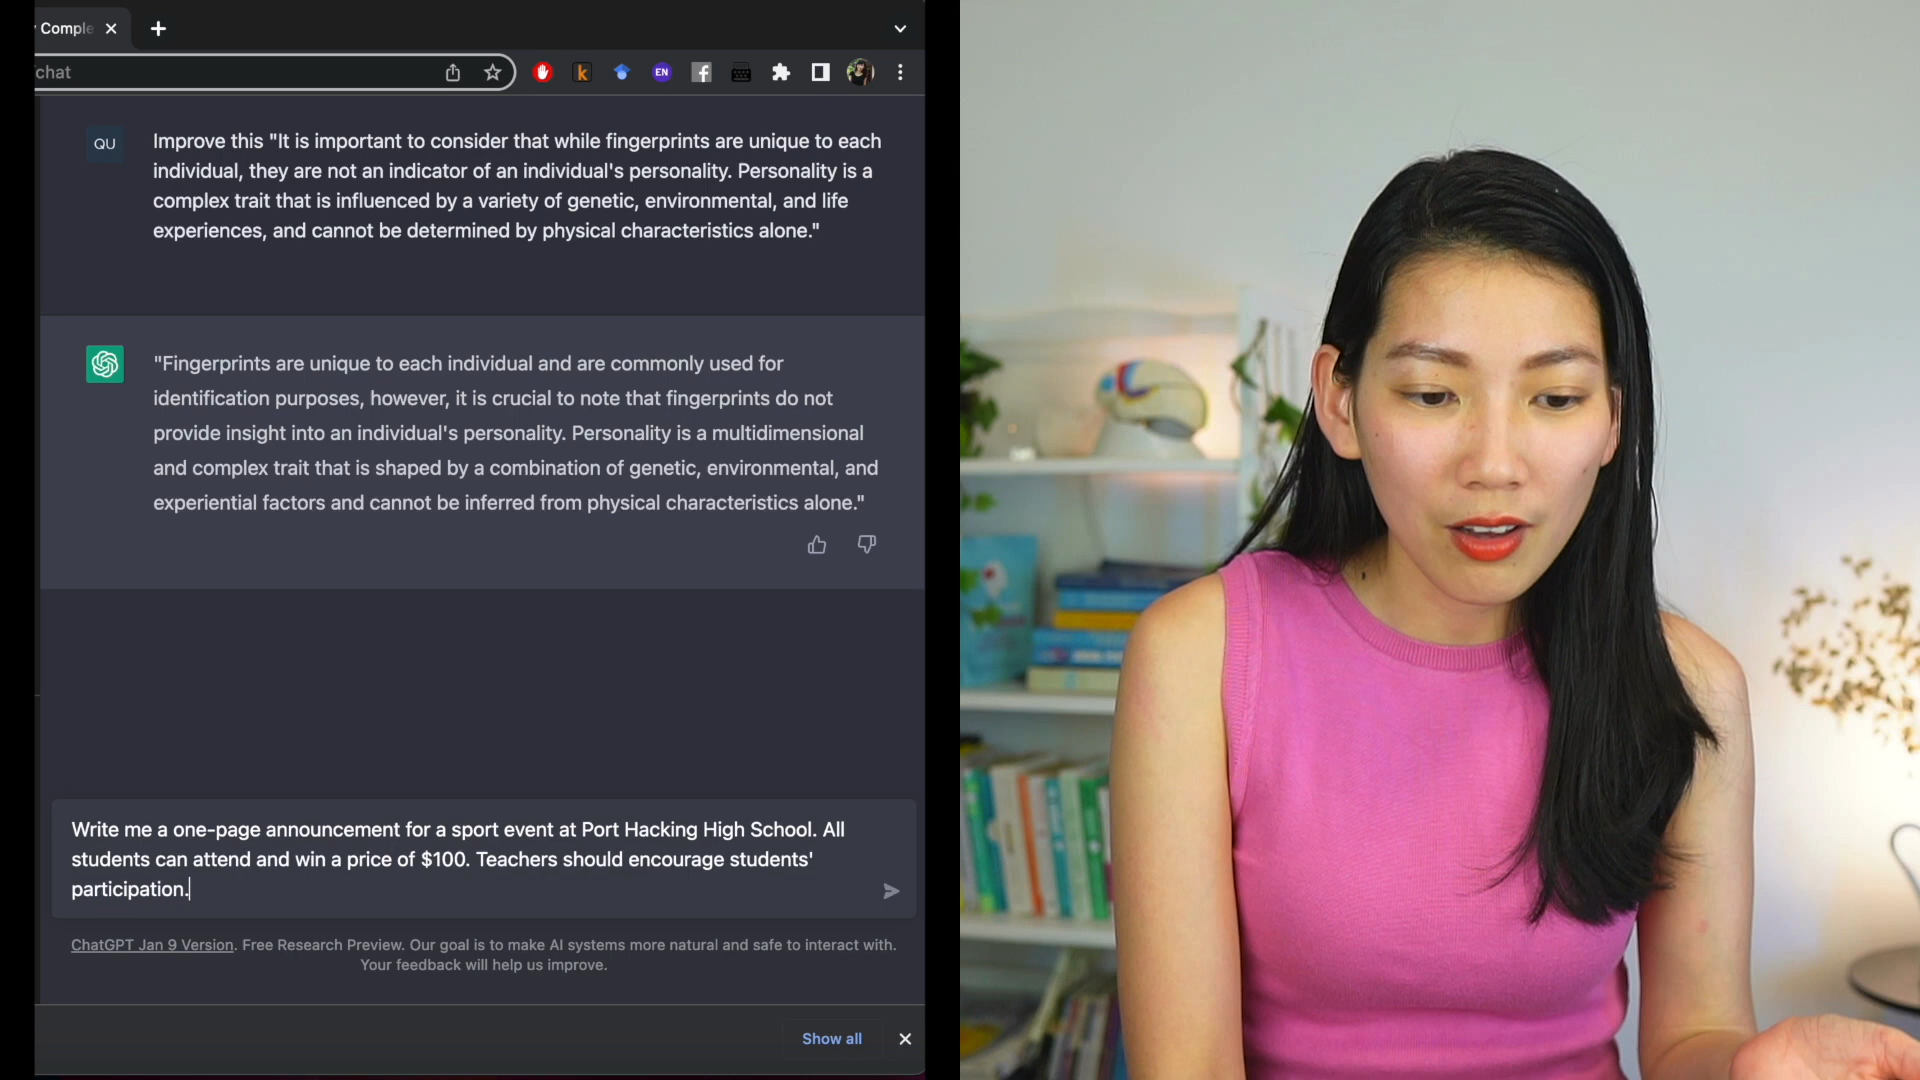 Comple
chat
EN
QU
Improve this "It is important to consider that while fingerprints are unique to each
individual, they are not an indicator of an individual's personality. Personality is a
complex trait that is influenced by a variety of genetic, environmental, and life
experiences, and cannot be determined by physical characteristics alone."
"Fingerprints are unique to each individual and are commonly used for
identification purposes, however, it is crucial to note that fingerprints do not
provide insight into an individual's personality. Personality is a multidimensional
and complex trait that is shaped by a combination of genetic, environmental, and
experiential factors and cannot be inferred from physical characteristics alone."
Write me a one-page announcement for a sport event at Port Hacking High School. All
students can attend and win a price of $100. Teachers should encourage students'
participation.
ChatGPT Jan 9 Version. Free Research Preview. Our goal is to make AI systems more natural and safe to interact with.
Your feedback will help us improve.
Show all